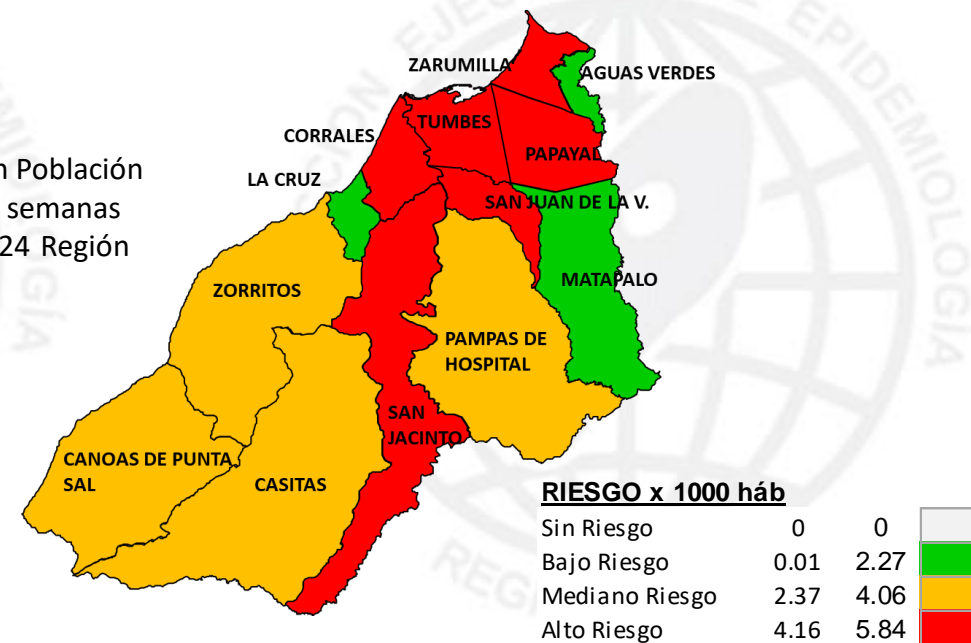 ZARUMILLA
AGUAS VERDES
CORRALES
TUMBES
PAPAYAL
n Población
semanas
24 Región
LA CRUZ
SAN JUAN DE LA V.
ZORRITOS
MATAPALO
PAMPAS DE
HOSPITAL
SAN
JACINTO
CANOAS DE PUNTA
SAL
CASITAS
RIESGO x 1000 háb
Sin Riesgo 0 0
Bajo Riesgo 0.01 2.27
Mediano Riesgo 2.37 4.06
Alto Riesgo 4.16 5.84